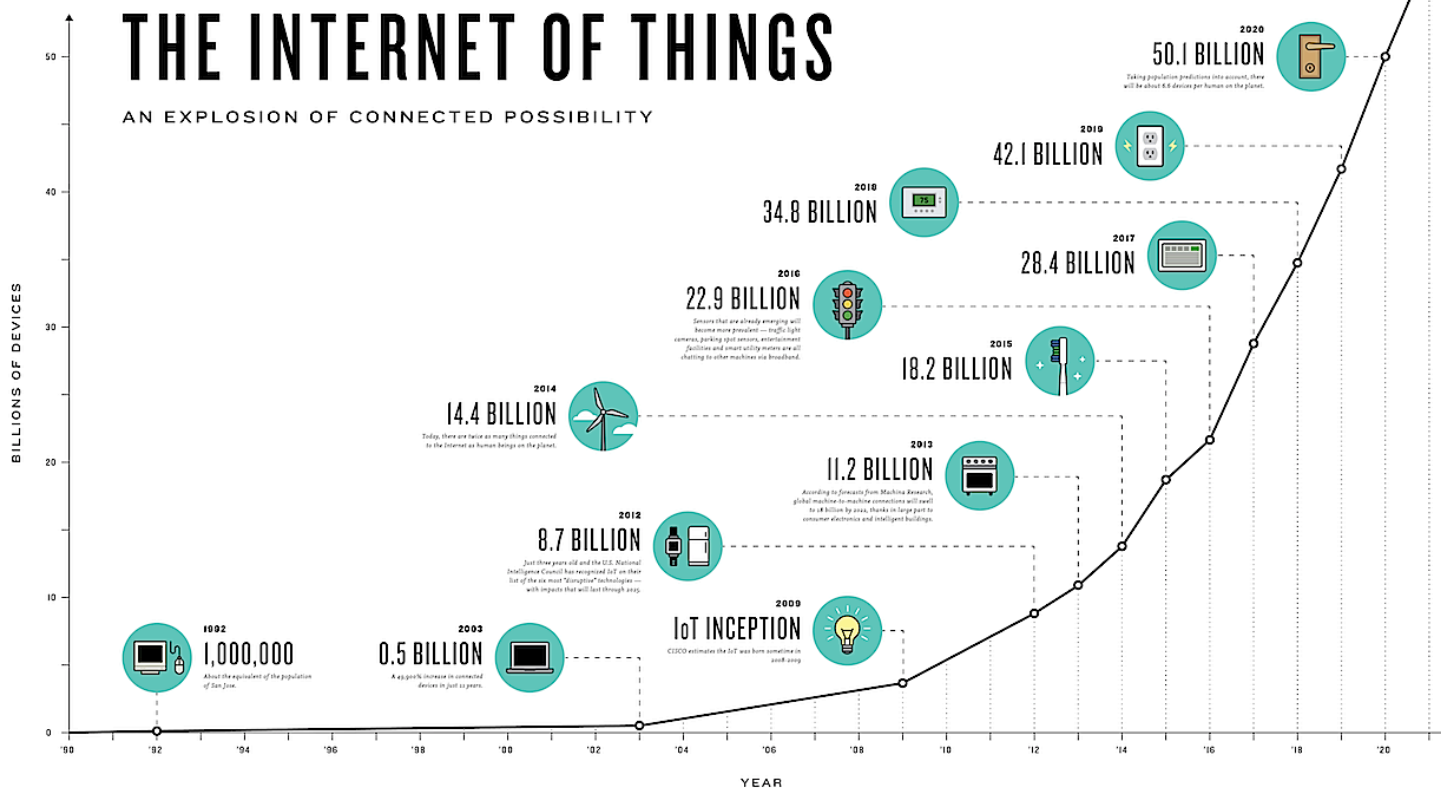 THE INTERNET OF THINGS
AN EXPLOSION OF CONNECTED POSSIBILITY
BILLIONS OF DEVICES
50
40
30
20
10
0
2020
50.1 BILLION
Taking population predictions into account, there
will be about 6.6 devices per human on the planet.
2019
42.1 BILLION
2018
34.8 BILLION
75
2017
28.4 BILLION
2016
22.9 BILLION
Sensors that are already emerging will
become more prevalent — traffic light
cameras, parking spot sensors, entertainment
facilities and smart utility meters are all
chatting to other machines via broadband.
2015
18.2 BILLION
2014
14.4 BILLION
Today, there are twice as many things connected
to the Internet as human beings on the planet.
2013
11.2 BILLION
According to forecasts from Machina Research,
global machine-to-machine connections will swell
to 18 billion by 2022, thanks in large part to
consumer electronics and intelligent buildings.
2012
8.7 BILLION
Just three years old and the U.S. National
Intelligence Council has recognized IoT on their
list of the six most "disruptive" technologies —
with impacts that will last through 2025.
2009
IoT INCEPTION
CISCO estimates the IoT was born sometime in
2008-2009
2003
0.5 BILLION
A 49,900% increase in connected
devices in just 11 years.
1992
1,000,000
About the equivalent of the population
of San Jose.
'90 '92 '94 '96 '98 '00 '02 '04 '06 '08 '10 '12 '14 '16 '18 '20
YEAR